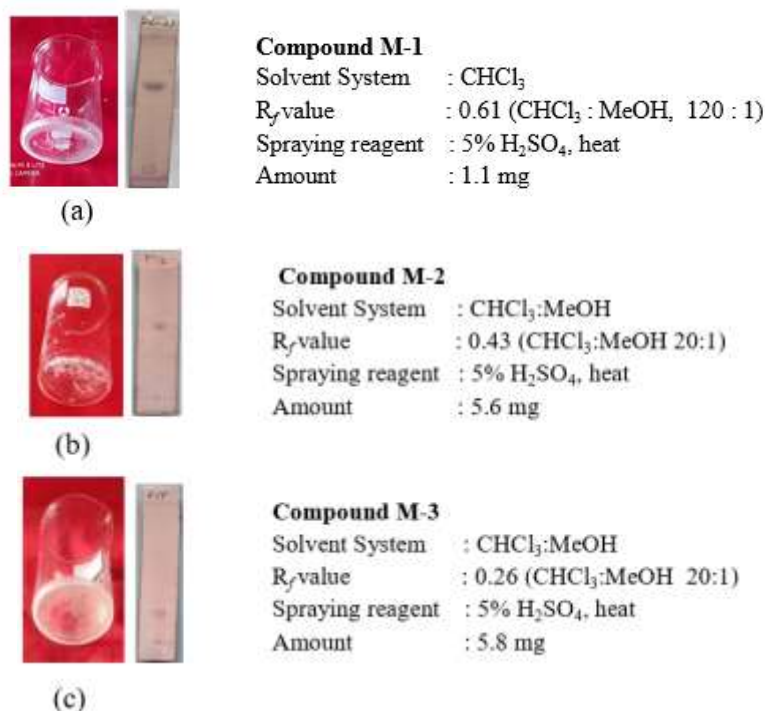 Compound M-1
Solvent System : CHCl₃
R𝑓 value : 0.61 (CHCl₃ : MeOH, 120 : 1)
Spraying reagent : 5% H₂SO₄, heat
Amount : 1.1 mg
(a)
Compound M-2
Solvent System : CHCl₃:MeOH
R𝑓 value : 0.43 (CHCl₃:MeOH 20:1)
Spraying reagent : 5% H₂SO₄, heat
Amount : 5.6 mg
(b)
Compound M-3
Solvent System : CHCl₃:MeOH
R𝑓 value : 0.26 (CHCl₃:MeOH 20:1)
Spraying reagent : 5% H₂SO₄, heat
Amount : 5.8 mg
(c)